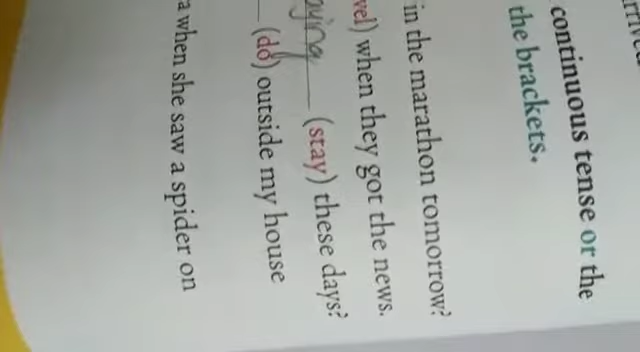 continuous tense or the
the brackets.
in the marathon tomorrow?
vel) when they got the news.
aying (stay) these days?
(do) outside my house
a when she saw a spider on